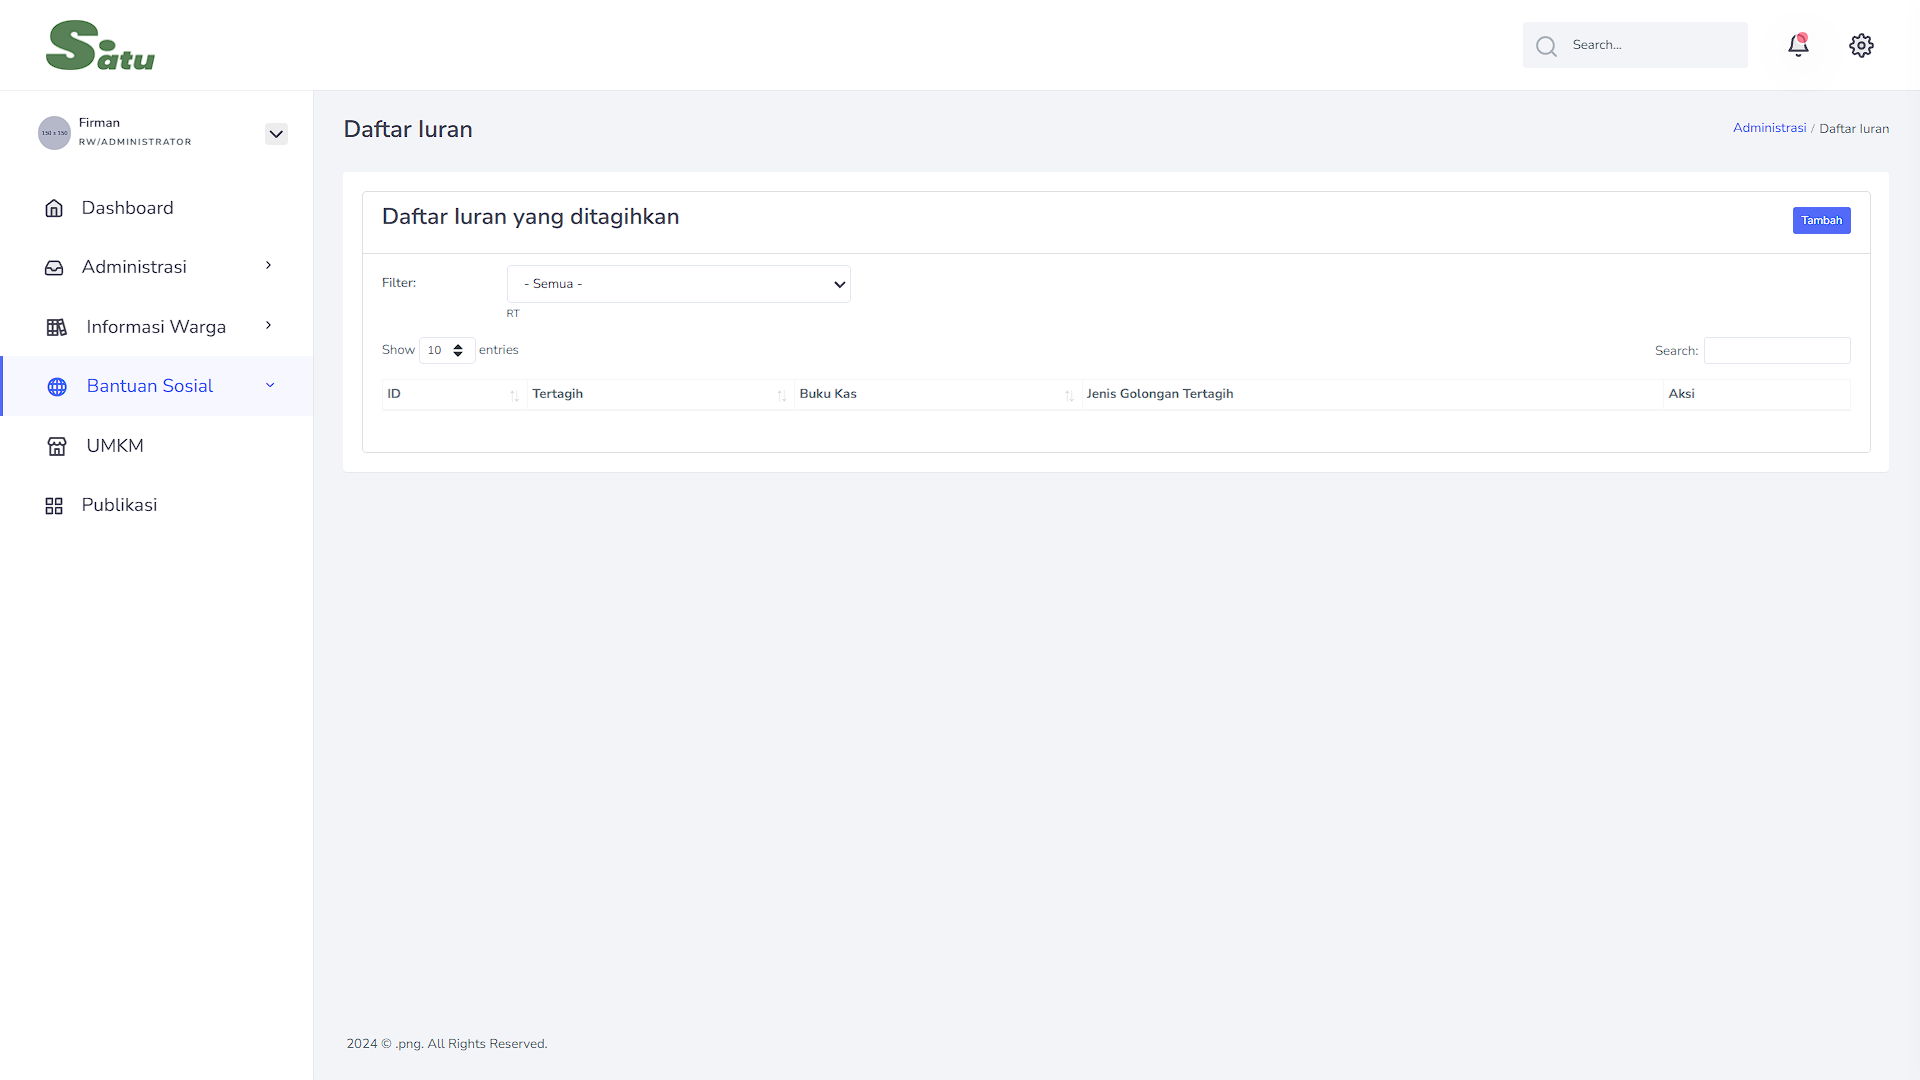 Satu
Search...
150 x 150
Firman
RW/ADMINISTRATOR
Dashboard
Administrasi
Informasi Warga
Bantuan Sosial
UMKM
Publikasi
Daftar Iuran
Administrasi / Daftar Iuran
Daftar Iuran yang ditagihkan
Tambah
Filter:
- Semua -
RT
Show 10 entries
Search:
ID Tertagih Buku Kas Jenis Golongan Tertagih Aksi
2024 © .png. All Rights Reserved.